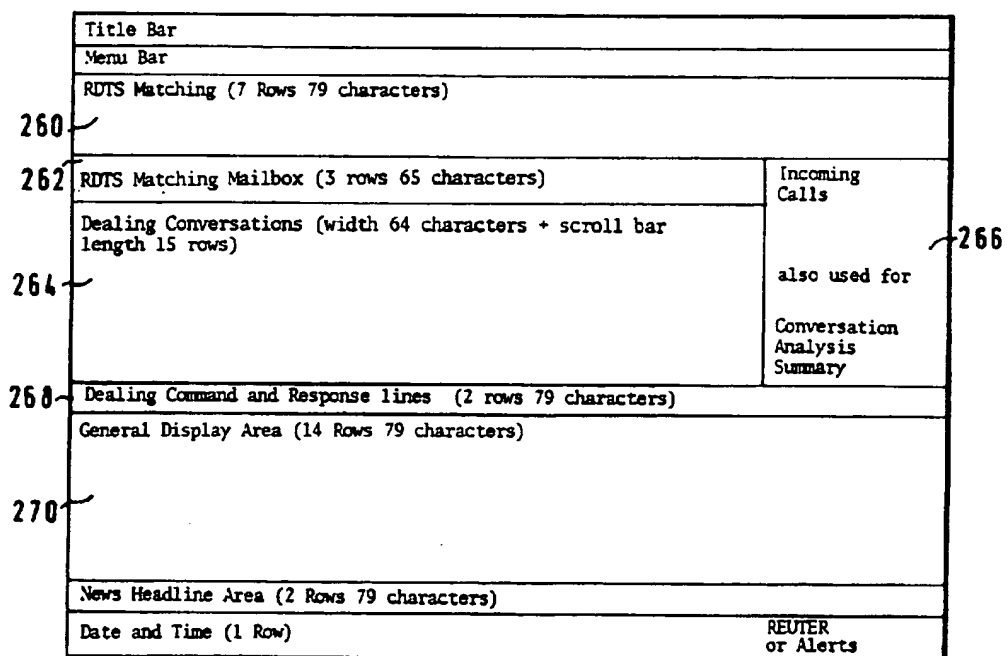 Title Bar
Menu Bar
RDTS Matching (7 Rows 79 characters)
260
262 RDTS Matching Mailbox (3 rows 65 characters)
Incoming
Calls
Dealing Conversations (width 64 characters + scroll bar
length 15 rows)
266
264
also used for
Conversation
Analysis
Summary
268 Dealing Command and Response lines (2 rows 79 characters)
General Display Area (14 Rows 79 characters)
270
News Headline Area (2 Rows 79 characters)
Date and Time (1 Row)
REUTER
or Alerts